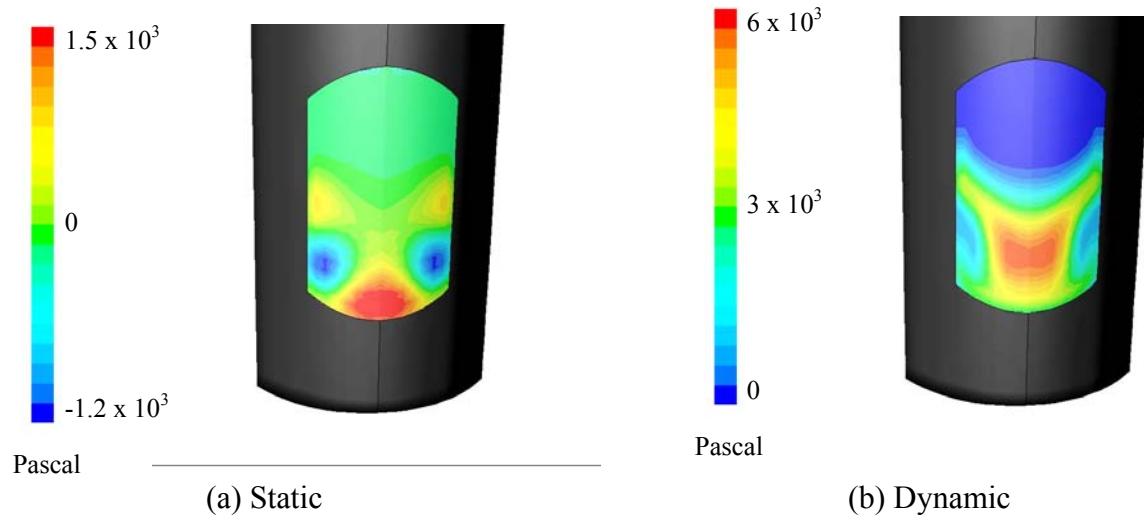 1.5 x 10³
0
-1.2 x 10³
Pascal
(a) Static
6 x 10³
3 x 10³
0
Pascal
(b) Dynamic